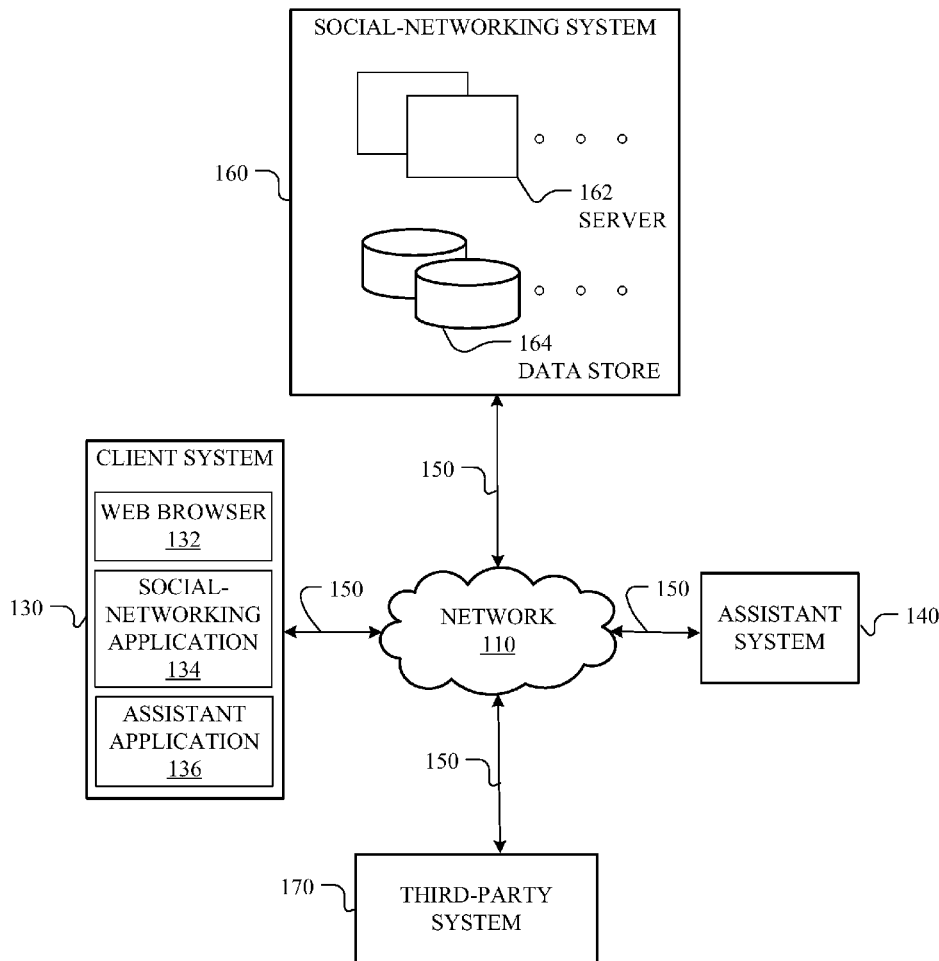 SOCIAL-NETWORKING SYSTEM
160
162
SERVER
164
DATA STORE
CLIENT SYSTEM
150
WEB BROWSER
132
130
SOCIAL-
NETWORKING
APPLICATION
134
ASSISTANT
APPLICATION
136
150
NETWORK
110
150
ASSISTANT
SYSTEM
140
150
170
THIRD-PARTY
SYSTEM